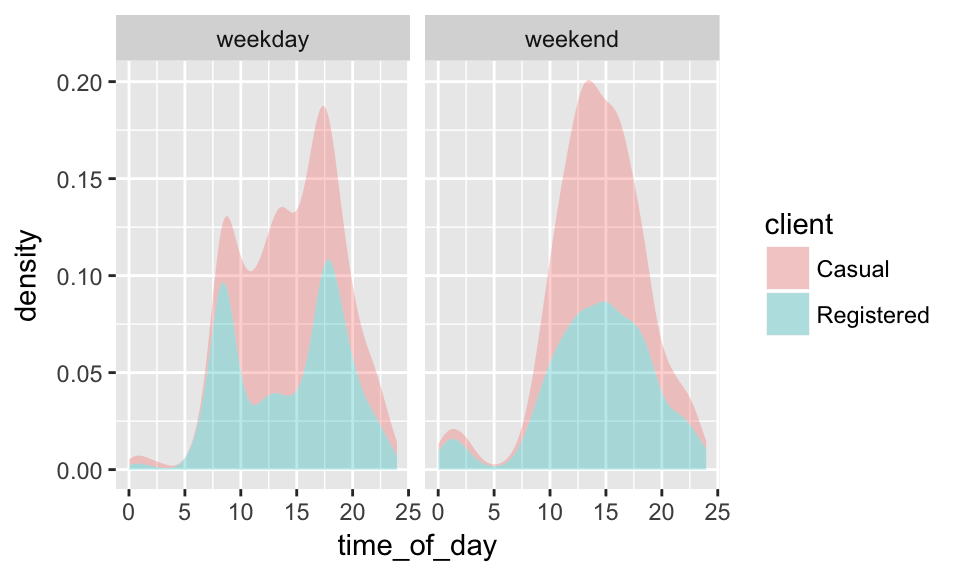 weekday weekend
0.20
0.15
0.10
0.05
0.00
density
0 5 10 15 20 25 0 5 10 15 20 25
time_of_day
client
Casual
Registered